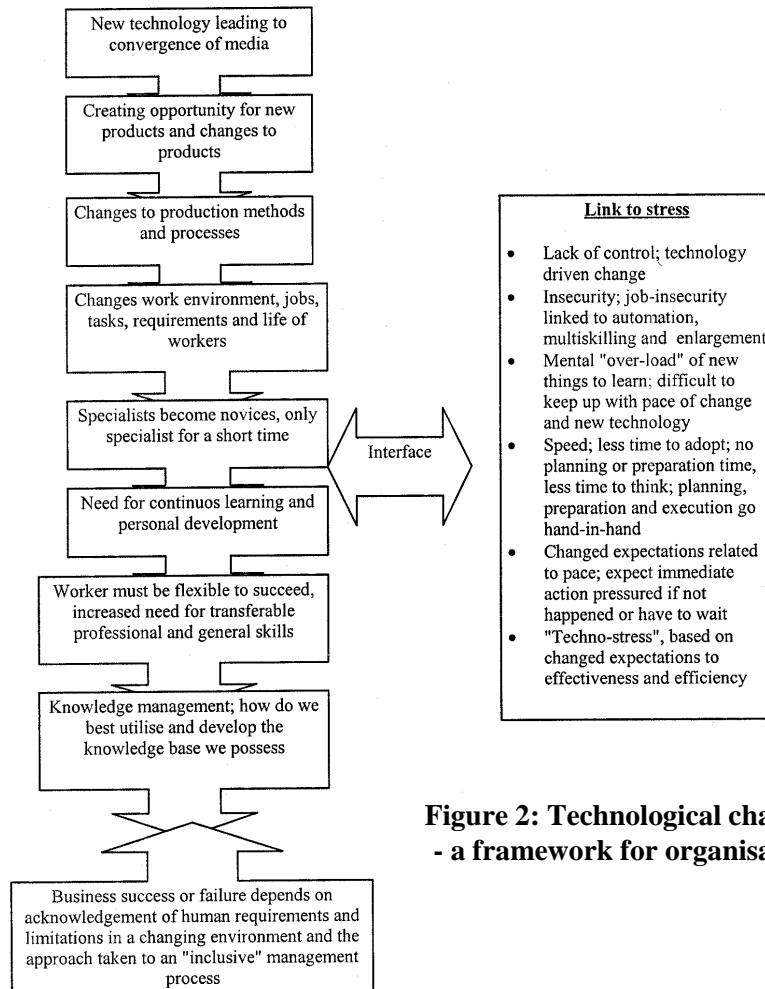 New technology leading to
convergence of media
Creating opportunity for new
products and changes to
products
Changes to production methods
and processes
Changes work environment, jobs,
tasks, requirements and life of
workers
Specialists become novices, only
specialist for a short time
Need for continuos learning and
personal development
Worker must be flexible to succeed,
increased need for transferable
professional and general skills
Knowledge management; how do we
best utilise and develop the
knowledge base we possess
Business success or failure depends on
acknowledgement of human requirements and
limitations in a changing environment and the
approach taken to an "inclusive" management
process
Interface
Link to stress
• Lack of control; technology
driven change
• Insecurity; job-insecurity
linked to automation,
multiskilling and enlargement
• Mental "over-load" of new
things to learn; difficult to
keep up with pace of change
and new technology
• Speed; less time to adopt; no
planning or preparation time,
less time to think; planning,
preparation and execution go
hand-in-hand
• Changed expectations related
to pace; expect immediate
action pressured if not
happened or have to wait
• "Techno-stress", based on
changed expectations to
effectiveness and efficiency
Figure 2: Technological cha
- a framework for organisa